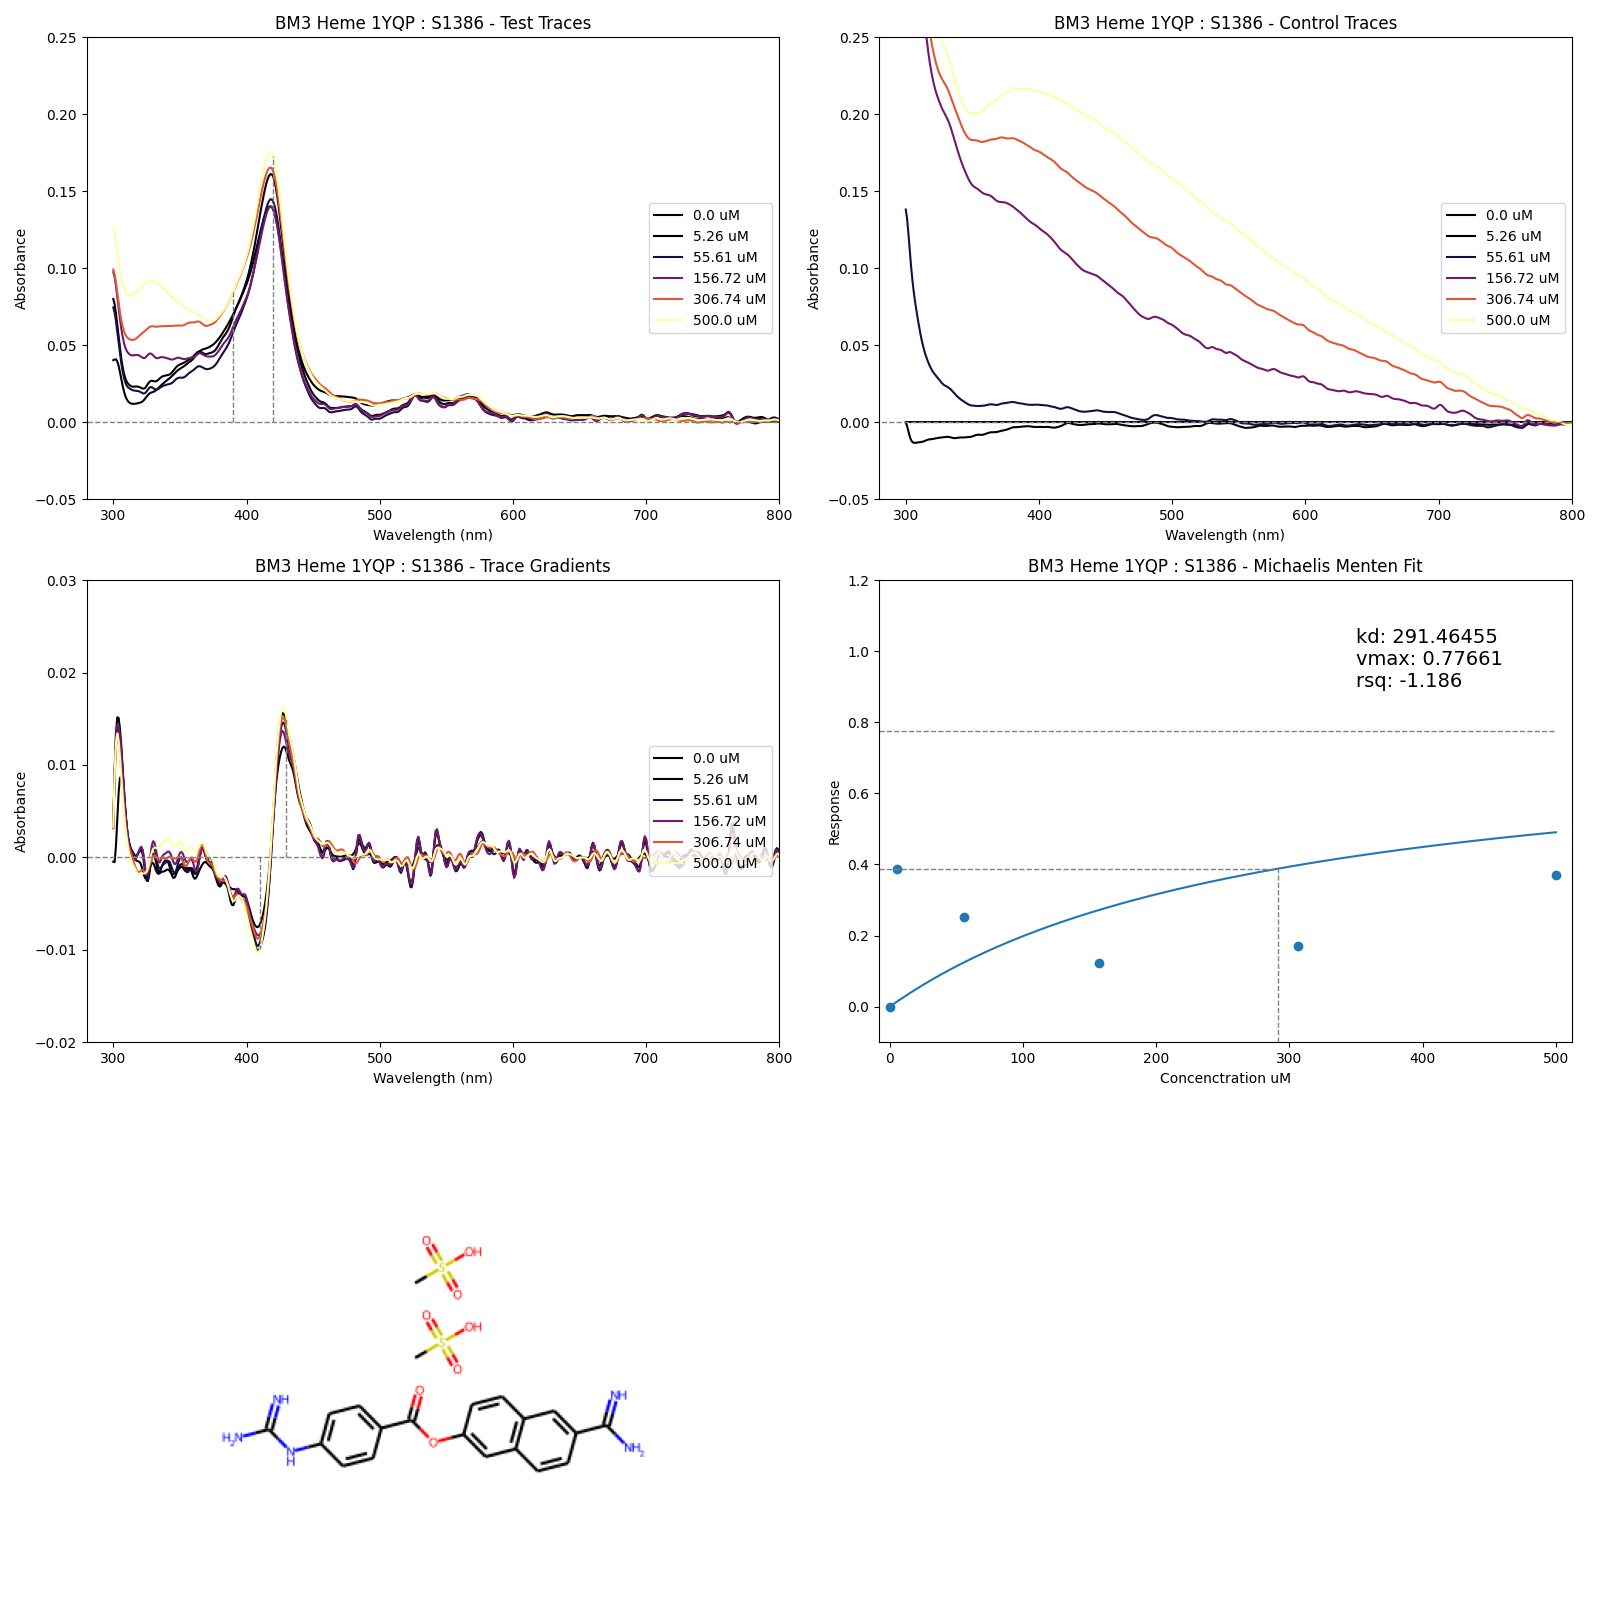 BM3 Heme 1YQP : S1386 - Test Traces
0.25
0.20
0.15
0.10
0.05
0.00
−0.05
Absorbance
300
400
500
600
700
800
Wavelength (nm)
0.0 uM
5.26 uM
55.61 uM
156.72 uM
306.74 uM
500.0 uM
BM3 Heme 1YQP : S1386 - Control Traces
0.25
0.20
0.15
0.10
0.05
0.00
−0.05
Absorbance
300
400
500
600
700
800
Wavelength (nm)
0.0 uM
5.26 uM
55.61 uM
156.72 uM
306.74 uM
500.0 uM
BM3 Heme 1YQP : S1386 - Trace Gradients
0.03
0.02
0.01
0.00
−0.01
−0.02
Absorbance
300
400
500
600
700
800
Wavelength (nm)
0.0 uM
5.26 uM
55.61 uM
156.72 uM
306.74 uM
500.0 uM
BM3 Heme 1YQP : S1386 - Michaelis Menten Fit
1.2
1.0
0.8
0.6
0.4
0.2
0.0
Response
0
100
200
300
400
500
Concenctration uM
kd: 291.46455
vmax: 0.77661
rsq: -1.186
O
OH
S
O
O
OH
S
O
NH
H2N
N
H
O
O
NH
NH2